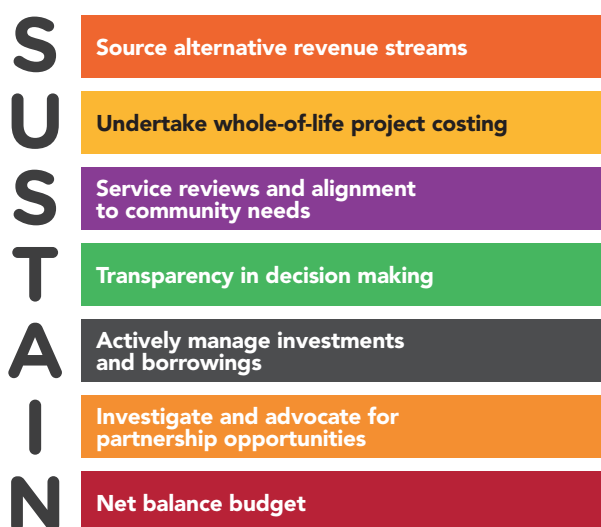 S
Source alternative revenue streams
U
Undertake whole-of-life project costing
S
Service reviews and alignment
to community needs
T
Transparency in decision making
A
Actively manage investments
and borrowings
I
Investigate and advocate for
partnership opportunities
N
Net balance budget